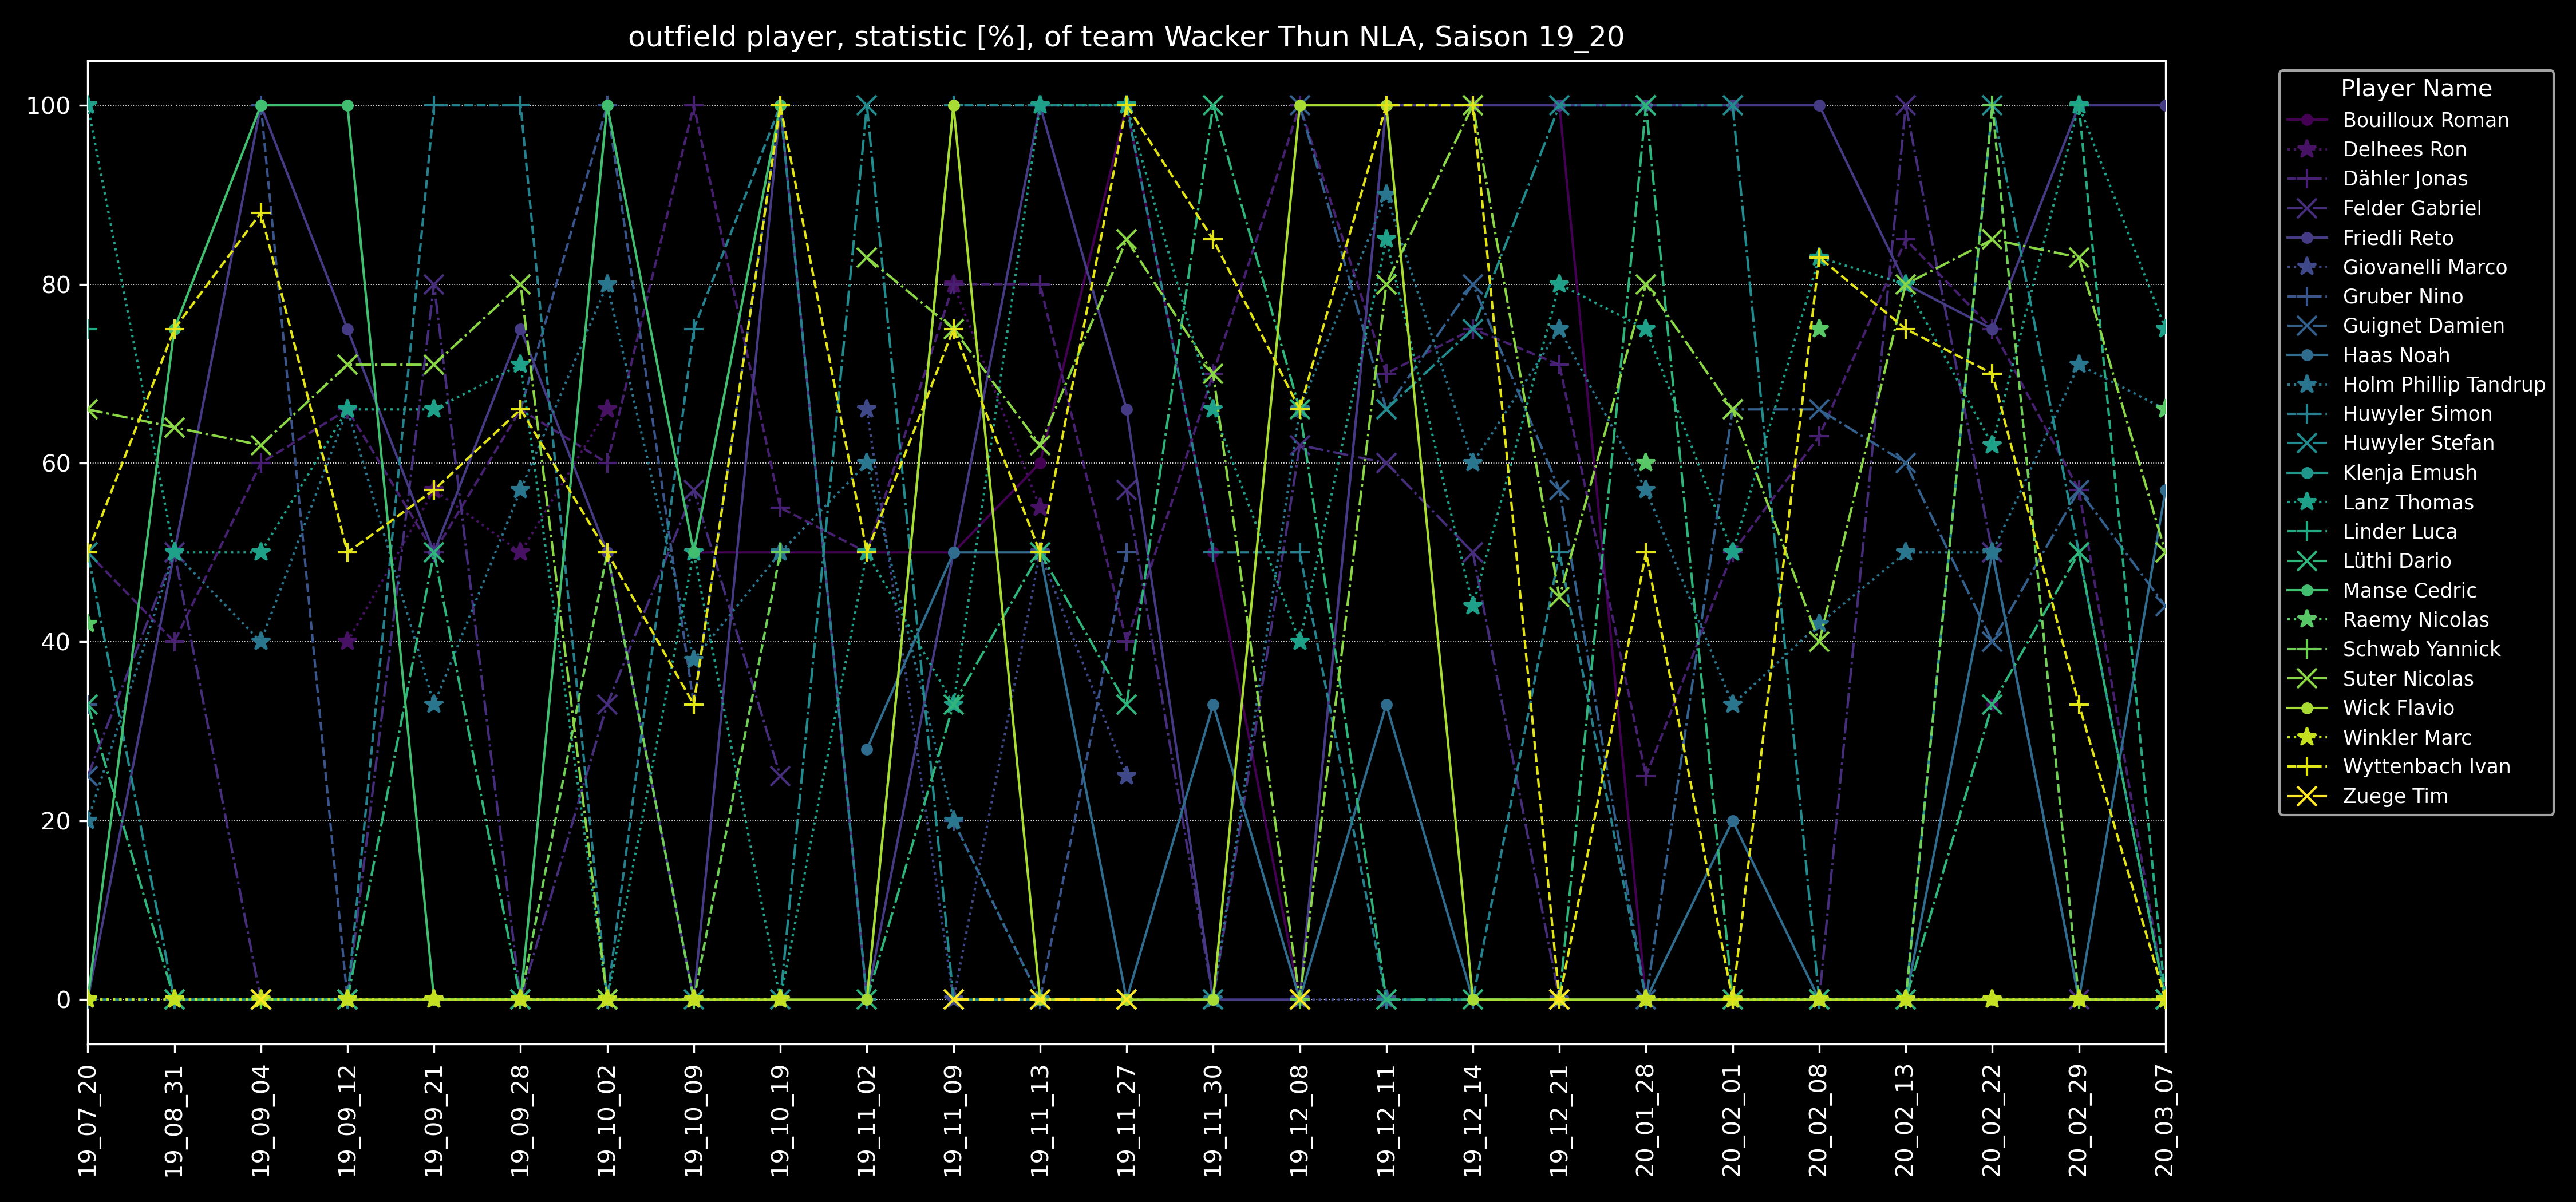 outfield player, statistic [%], of team Wacker Thun NLA, Saison 19_20
100
80
60
40
20
0
19_07_20
19_08_31
19_09_04
19_09_12
19_09_21
19_09_28
19_10_02
19_10_09
19_10_19
19_11_02
19_11_09
19_11_13
19_11_27
19_11_30
19_12_08
19_12_11
19_12_14
19_12_21
20_01_28
20_02_01
20_02_08
20_02_13
20_02_22
20_02_29
20_03_07
Player Name
Bouilloux Roman
Delhees Ron
Dähler Jonas
Felder Gabriel
Friedli Reto
Giovanelli Marco
Gruber Nino
Guignet Damien
Haas Noah
Holm Phillip Tandrup
Huwyler Simon
Huwyler Stefan
Klenja Emush
Lanz Thomas
Linder Luca
Lüthi Dario
Manse Cedric
Raemy Nicolas
Schwab Yannick
Suter Nicolas
Wick Flavio
Winkler Marc
Wyttenbach Ivan
Zuege Tim